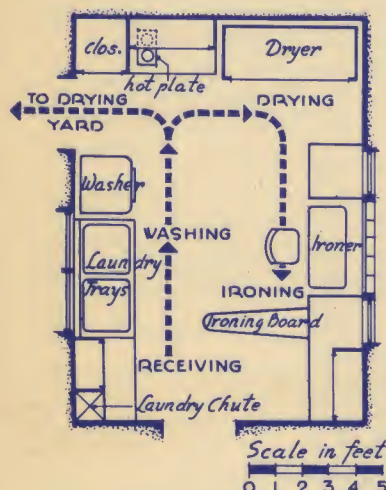 clos.
Dryer
hot plate
TO DRYING
YARD
DRYING
Washer
WASHING
Laundry
Trays
Ironer
IRONING
Ironing Board
RECEIVING
Laundry Chute
Scale in feet
0 1 2 3 4 5